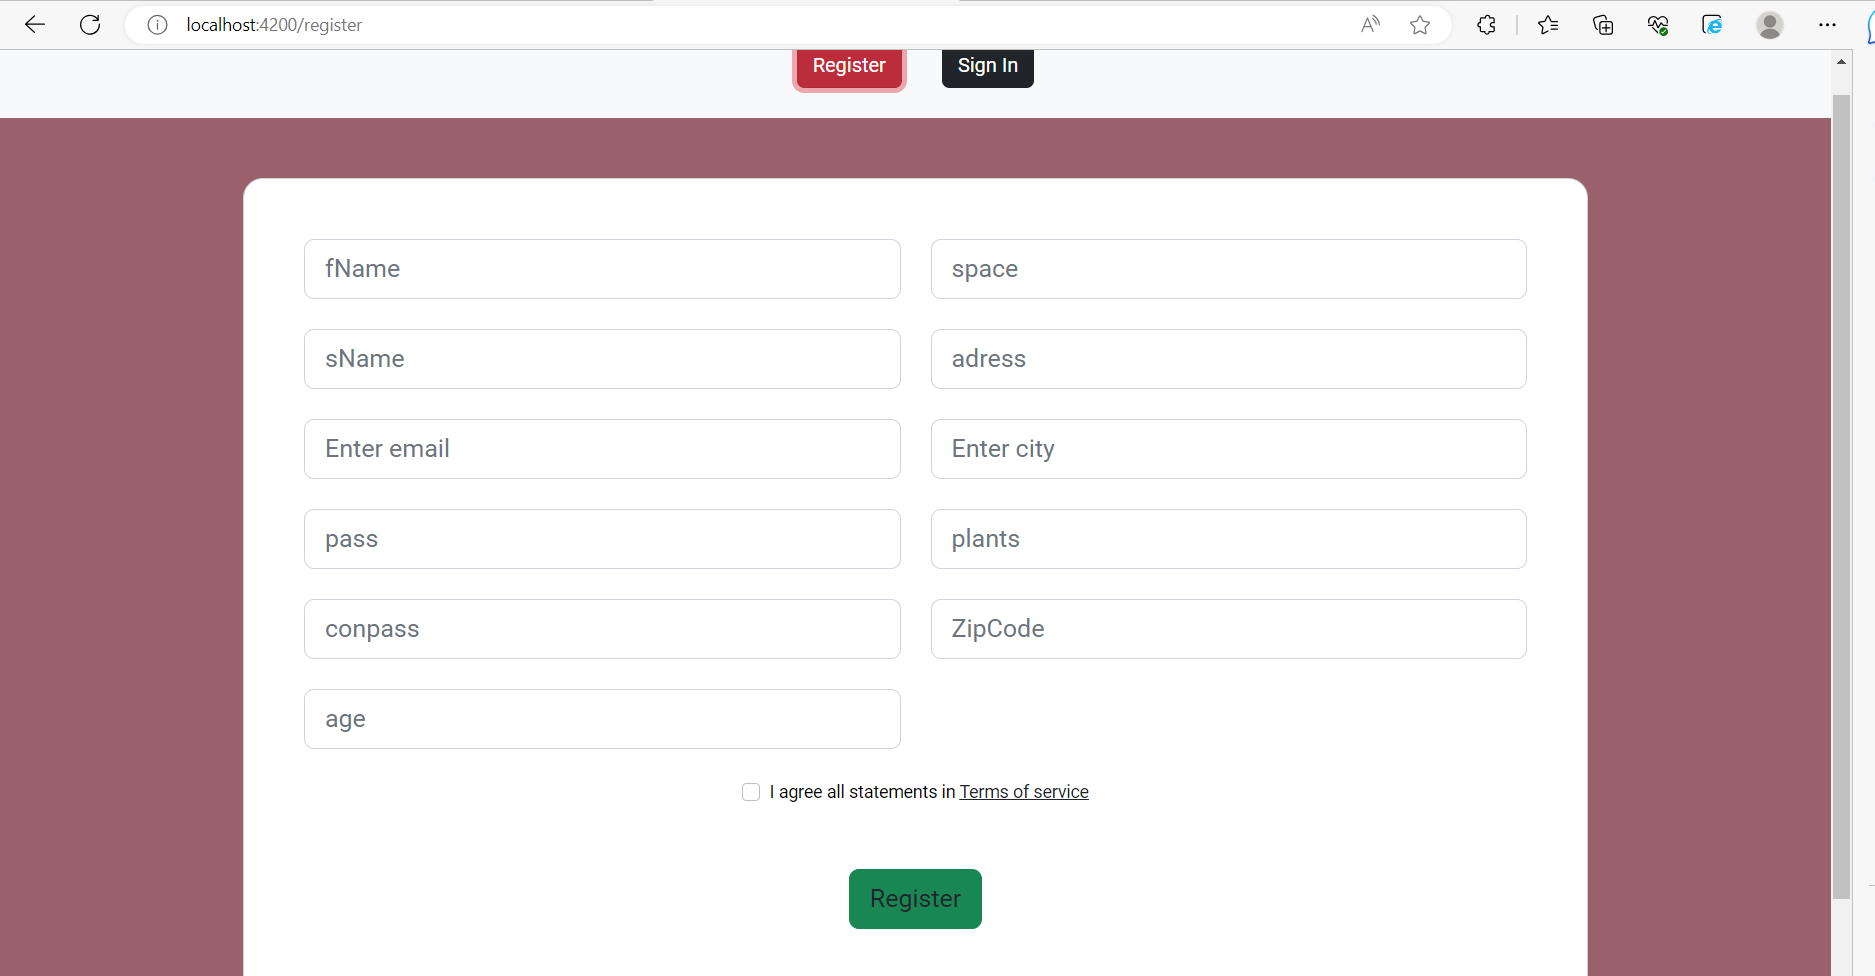 localhost:4200/register
Register
Sign In
fName
space
sName
adress
Enter email
Enter city
pass
plants
conpass
ZipCode
age
I agree all statements in Terms of service
Register